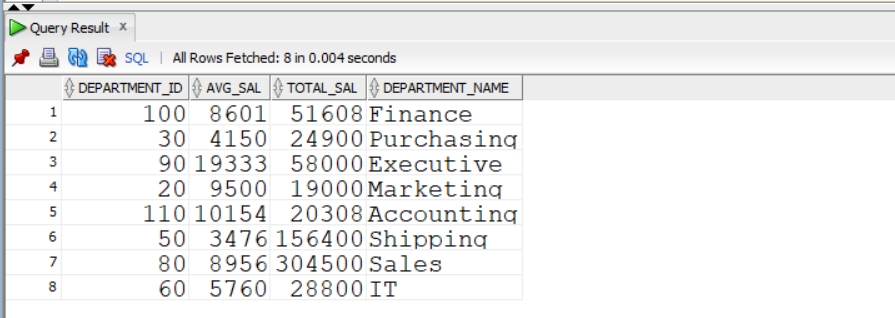 Query Result x
SQL | All Rows Fetched: 8 in 0.004 seconds
DEPARTMENT_ID AVG_SAL TOTAL_SAL DEPARTMENT_NAME
1 100 8601 51608 Finance
2 30 4150 24900 Purchasing
3 90 19333 58000 Executive
4 20 9500 19000 Marketing
5 110 10154 20308 Accounting
6 50 3476 156400 Shipping
7 80 8956 304500 Sales
8 60 5760 28800 IT